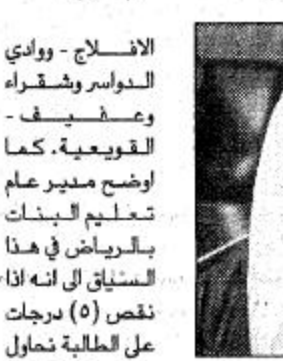 الافلاج - ووادي
الدواسر وشقراء
وعفيف -
القويعية. كما
اوضح مدير عام
تعليم البنات
بالرياض في هذا
السياق الى انه اذا
نقص (٥) درجات
على الطالبة نحاول